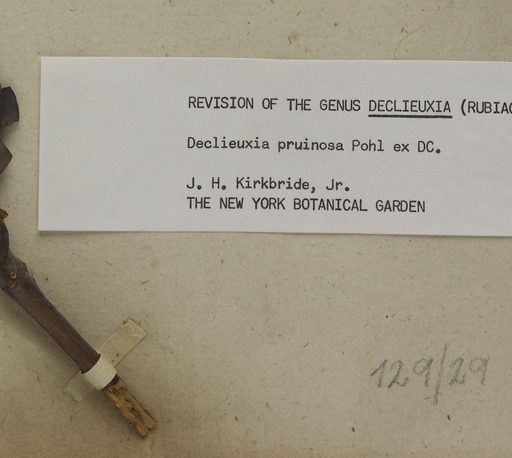 REVISION OF THE GENUS DECLIEUXIA (RUBIAC
Declieuxia pruinosa Pohl ex DC.
J. H. Kirkbride, Jr.
THE NEW YORK BOTANICAL GARDEN
129/29